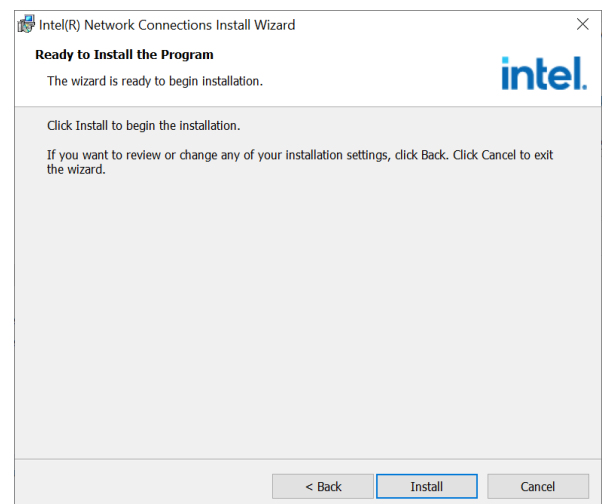 Intel(R) Network Connections Install Wizard
Ready to Install the Program
The wizard is ready to begin installation.
intel.
Click Install to begin the installation.
If you want to review or change any of your installation settings, click Back. Click Cancel to exit
the wizard.
< Back
Install
Cancel